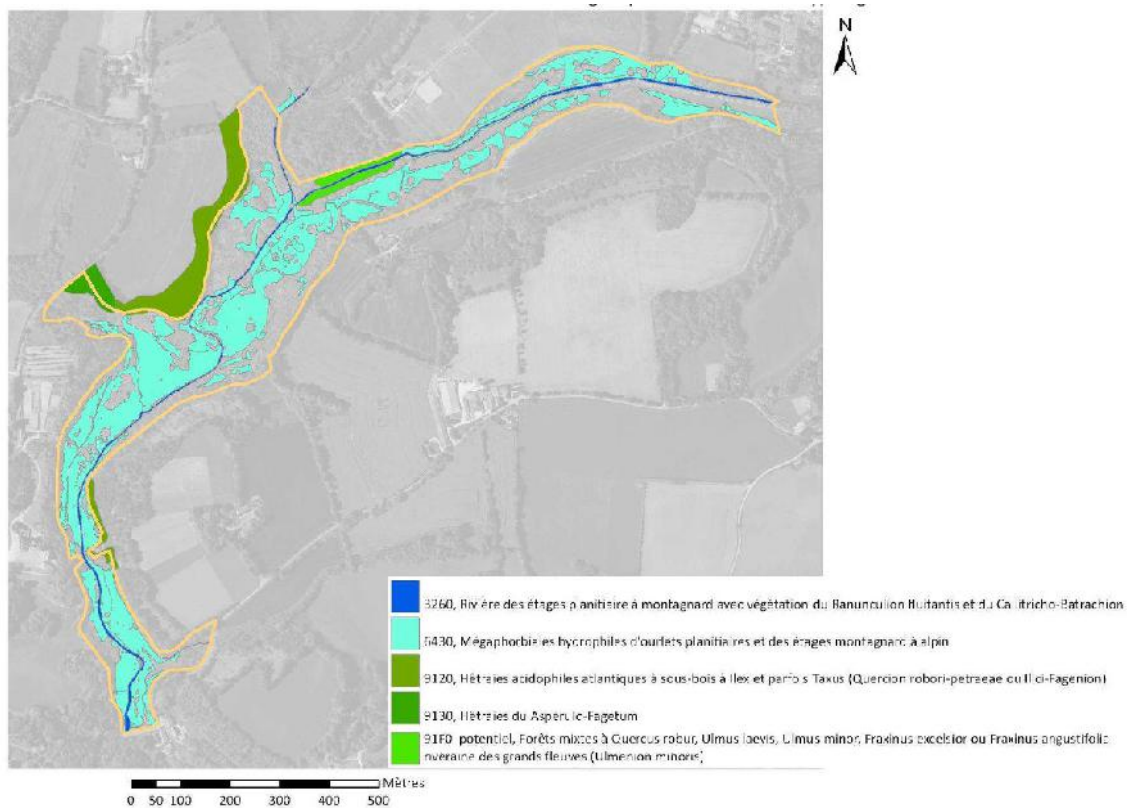 N
3260, Rivière des étages planitiaire à montagnard avec végétation du Ranunculion fluitantis et du Callitricho-Batrachion
6430, Mégaphorbiaies hydrophiles d'ourlets planitiaires et des étages montagnard à alpin
9120, Hêtraies acidophiles atlantiques à sous-bois à Ilex et parfois Taxus (Quercion robori-petraeae ou Ilici-Fagenion)
9130, Hêtraies du Asperulo-Fagetum
91F0 potentiel, Forêts mixtes à Quercus robur, Ulmus laevis, Ulmus minor, Fraxinus excelsior ou Fraxinus angustifolia
riveraine des grands fleuves (Ulmenion minoris)
Mètres
0 50 100 200 300 400 500